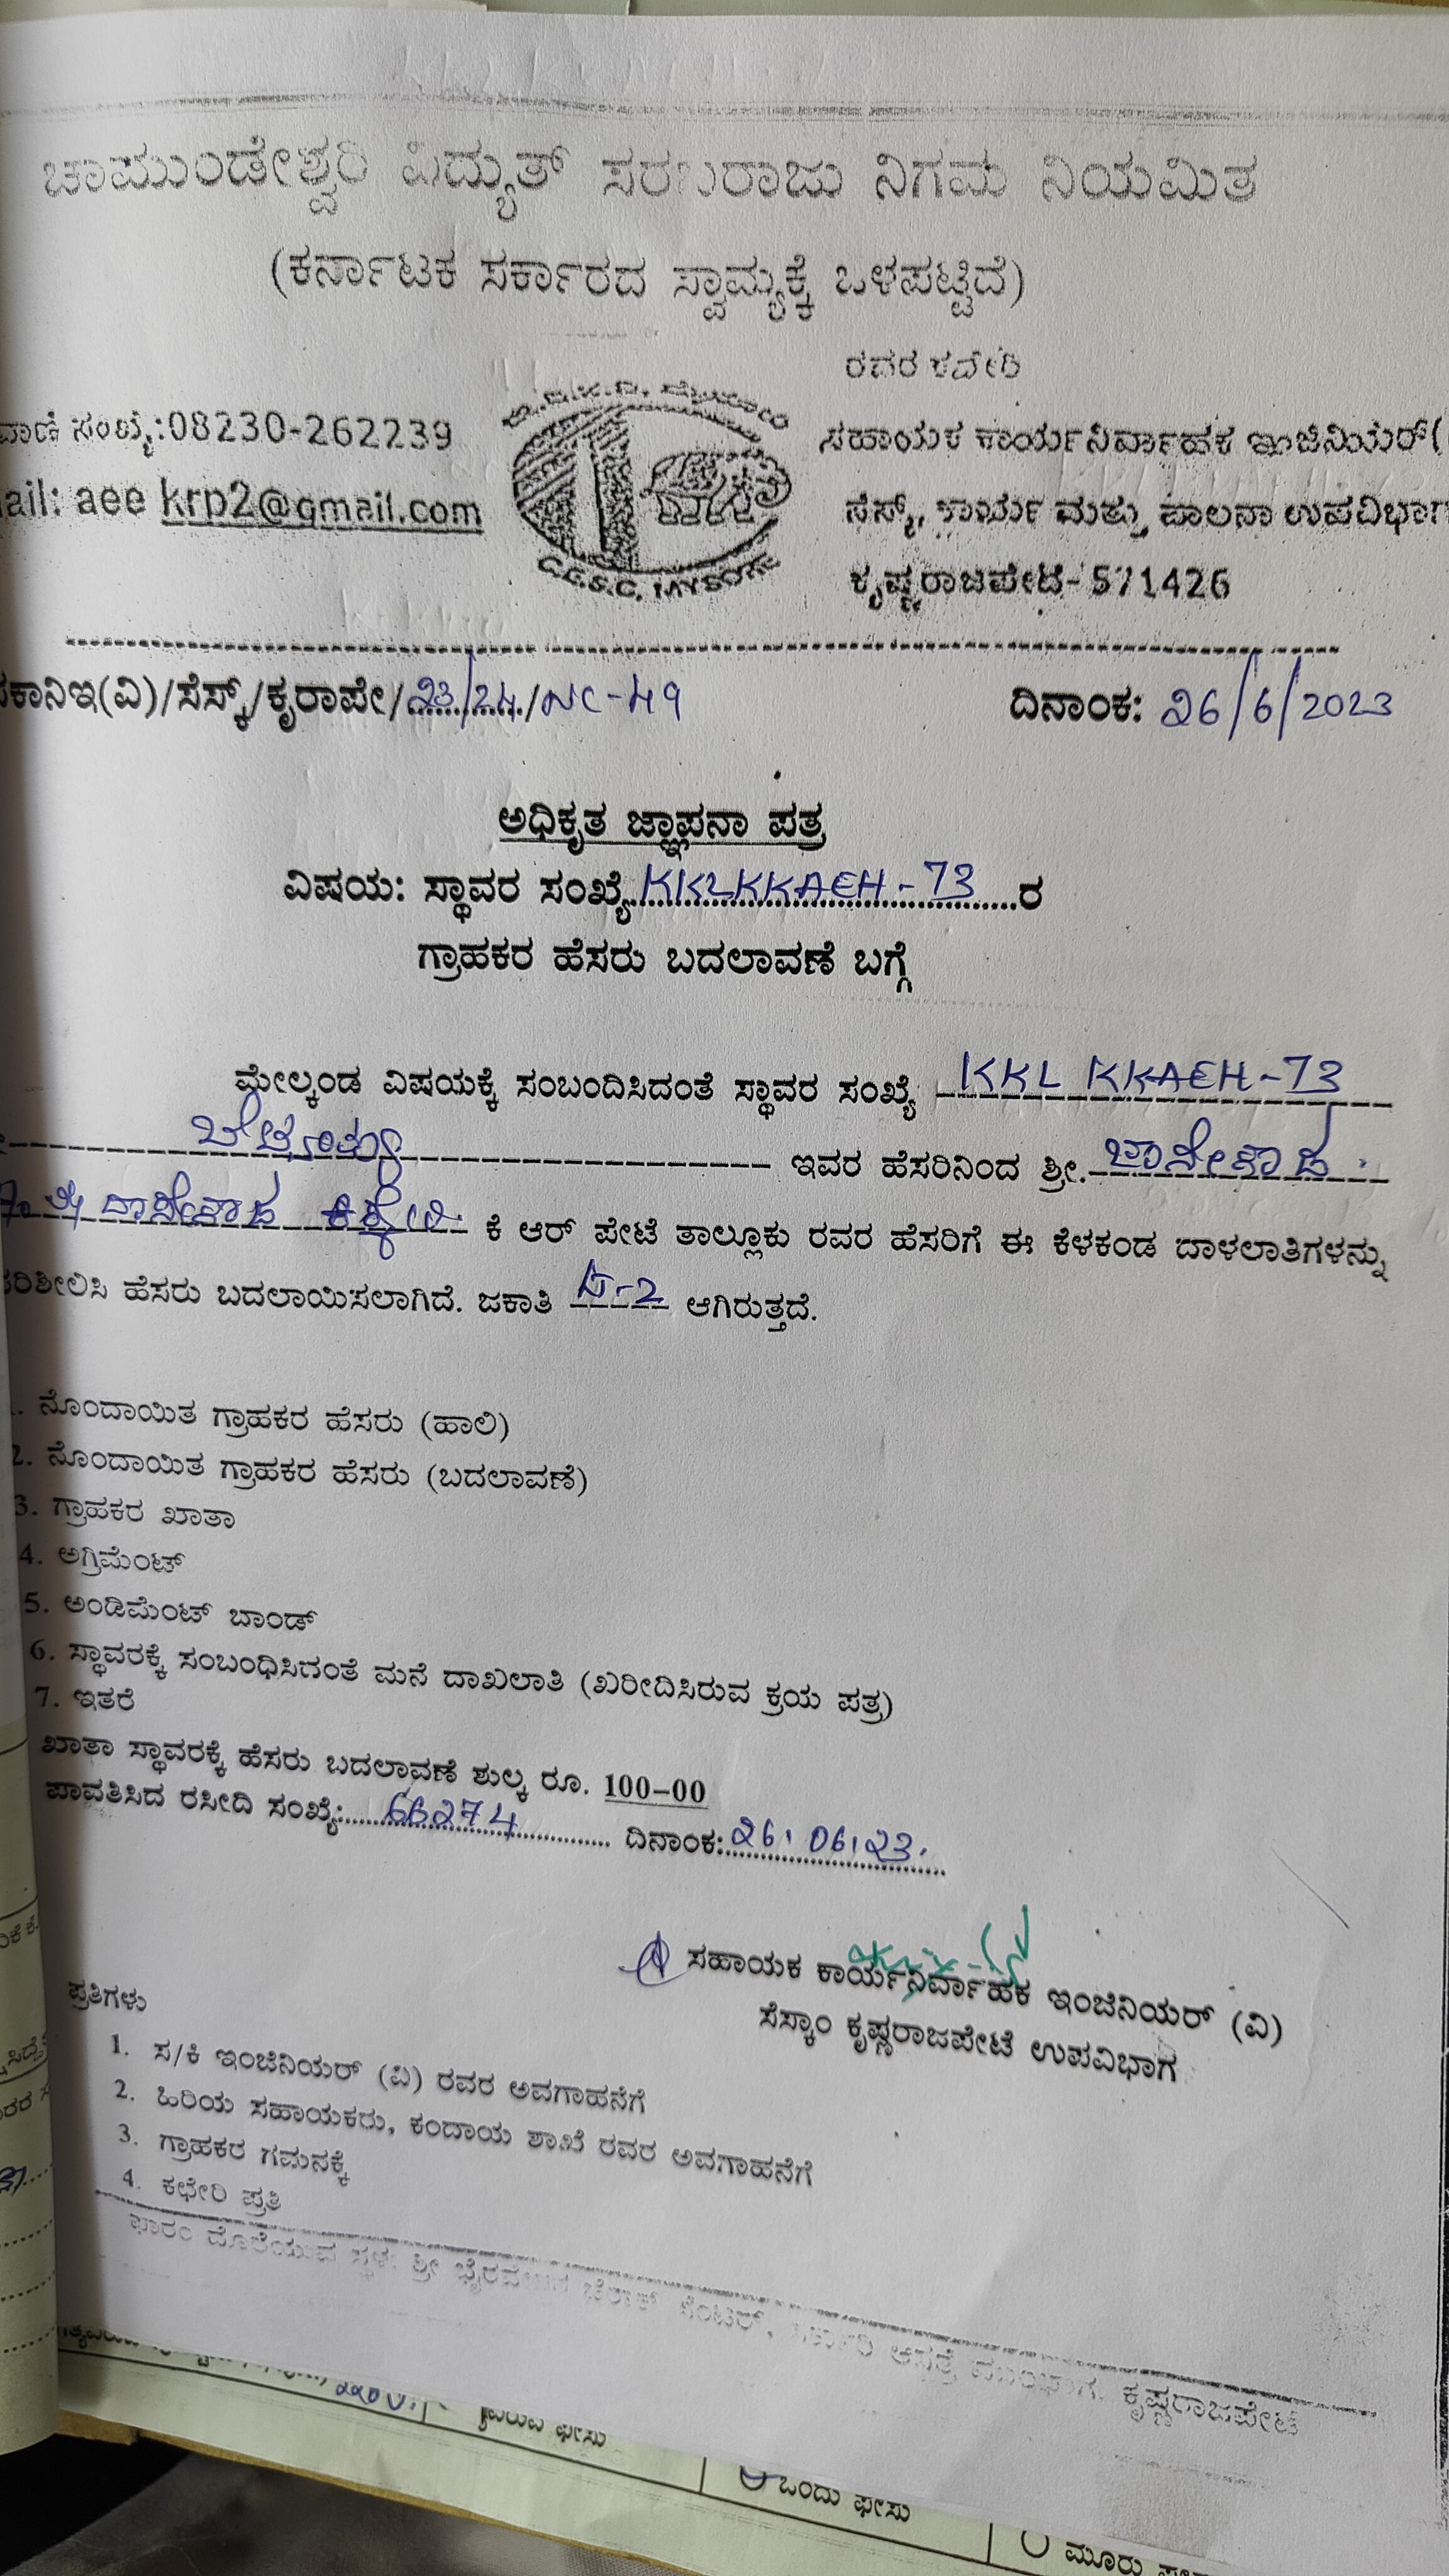 ಚಾಮುಂಡೇಶ್ವರಿ ವಿದ್ಯುತ್ ಸರಬರಾಜು ನಿಗಮ ನಿಯಮಿತ
(ಕರ್ನಾಟಕ ಸರ್ಕಾರದ ಸ್ವಾಮ್ಯಕ್ಕೆ ಒಳಪಟ್ಟಿದೆ)
ರವರ ಕಛೇರಿ
ವಾಣಿ ಸಂಖ್ಯೆ:08230-262239
ಸಹಾಯಕ ಕಾರ್ಯನಿರ್ವಾಹಕ ಇಂಜಿನಿಯರ್(
ail: aee krp2@gmail.com
ಸೆಸ್ಕ್, ಕಾರ್ಯ ಮತ್ತು ಪಾಲನಾ ಉಪವಿಭಾಗ
C.E.S.C. MYSORE
ಕೃಷ್ಣರಾಜಪೇಟೆ- 571426
ಸಕಾನಿಇ(ವಿ)/ಸೆಸ್ಕ್/ಕೃರಾಪೇ/23/24/NC-49
ದಿನಾಂಕ: 26/6/2023
ಅಧಿಕೃತ ಜ್ಞಾಪನಾ ಪತ್ರ
ವಿಷಯ: ಸ್ಥಾವರ ಸಂಖ್ಯೆ KKLKKAEH-73 ರ
ಗ್ರಾಹಕರ ಹೆಸರು ಬದಲಾವಣೆ ಬಗ್ಗೆ
ಮೇಲ್ಕಂಡ ವಿಷಯಕ್ಕೆ ಸಂಬಂದಿಸಿದಂತೆ ಸ್ಥಾವರ ಸಂಖ್ಯೆ KKL KKAEH-73
ಇವರ ಹೆಸರಿನಿಂದ ಶ್ರೀ.
ಕೆ ಆರ್ ಪೇಟೆ ತಾಲ್ಲೂಕು ರವರ ಹೆಸರಿಗೆ ಈ ಕೆಳಕಂಡ ದಾಳಲಾತಿಗಳನ್ನು
ಪರಿಶೀಲಿಸಿ ಹೆಸರು ಬದಲಾಯಿಸಲಾಗಿದೆ. ಜಕಾತಿ ಆಗಿರುತ್ತದೆ.
1. ನೊಂದಾಯಿತ ಗ್ರಾಹಕರ ಹೆಸರು (ಹಾಲಿ)
2. ನೊಂದಾಯಿತ ಗ್ರಾಹಕರ ಹೆಸರು (ಬದಲಾವಣೆ)
3. ಗ್ರಾಹಕರ ಖಾತಾ
4. ಅಗ್ರಿಮೆಂಟ್
5. ಅಂಡಿಮೆಂಟ್ ಬಾಂಡ್
6. ಸ್ಥಾವರಕ್ಕೆ ಸಂಬಂಧಿಸಿದಂತೆ ಮನೆ ದಾಖಲಾತಿ (ಖರೀದಿಸಿರುವ ಕ್ರಯ ಪತ್ರ)
7. ಇತರೆ
ಖಾತಾ ಸ್ಥಾವರಕ್ಕೆ ಹೆಸರು ಬದಲಾವಣೆ ಶುಲ್ಕ ರೂ. 100-00
ಪಾವತಿಸಿದ ರಸೀದಿ ಸಂಖ್ಯೆ: 66274 ದಿನಾಂಕ: 26.06.23.
ಸಹಾಯಕ ಕಾರ್ಯನಿರ್ವಾಹಕ ಇಂಜಿನಿಯರ್ (ವಿ)
ಸೆಸ್ಕಾಂ ಕೃಷ್ಣರಾಜಪೇಟೆ ಉಪವಿಭಾಗ
ಪ್ರತಿಗಳು
1. ಸ/ಕಿ ಇಂಜಿನಿಯರ್ (ವಿ) ರವರ ಅವಗಾಹನೆಗೆ
2. ಹಿರಿಯ ಸಹಾಯಕರು, ಕಂದಾಯ ಶಾಖೆ ರವರ ಅವಗಾಹನೆಗೆ
3. ಗ್ರಾಹಕರ ಗಮನಕ್ಕೆ
4. ಕಛೇರಿ ಪ್ರತಿ
ಫಾರಂ ದೊರೆಯುವ ಸ್ಥಳ: ಶ್ರೀ ಜೆರಾಕ್ಸ್ ಸೆಂಟರ್, ಕೃಷ್ಣರಾಜಪೇಟೆ
ಒಂದು ಫೇಸು
ಮೂರು